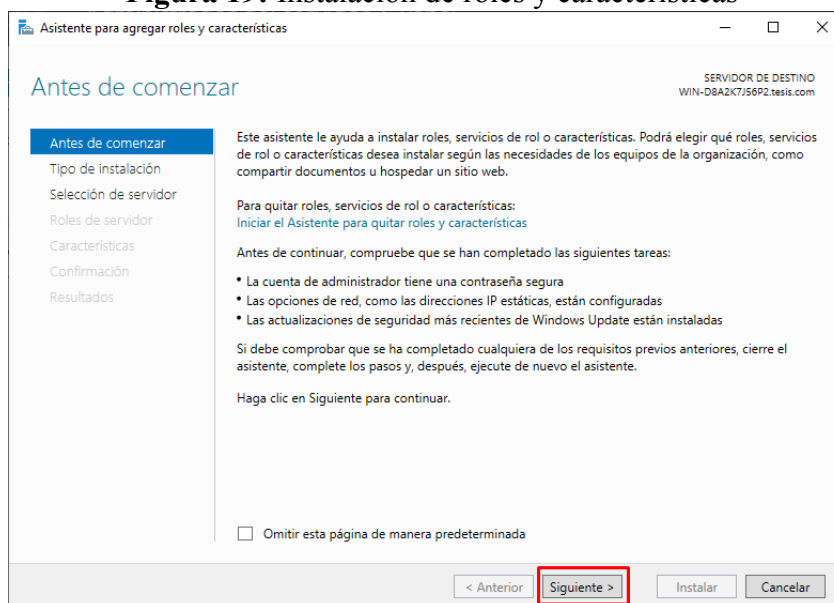 Figura 19. Instalación de roles y características
Asistente para agregar roles y características
Antes de comenzar
SERVIDOR DE DESTINO
WIN-D8A2K7J56P2.tesis.com
Antes de comenzar
Tipo de instalación
Selección de servidor
Roles de servidor
Características
Confirmación
Resultados
Este asistente le ayuda a instalar roles, servicios de rol o características. Podrá elegir qué roles, servicios
de rol o características desea instalar según las necesidades de los equipos de la organización, como
compartir documentos u hospedar un sitio web.
Para quitar roles, servicios de rol o características:
Iniciar el Asistente para quitar roles y características
Antes de continuar, compruebe que se han completado las siguientes tareas:
• La cuenta de administrador tiene una contraseña segura
• Las opciones de red, como las direcciones IP estáticas, están configuradas
• Las actualizaciones de seguridad más recientes de Windows Update están instaladas
Si debe comprobar que se ha completado cualquiera de los requisitos previos anteriores, cierre el
asistente, complete los pasos y, después, ejecute de nuevo el asistente.
Haga clic en Siguiente para continuar.
Omitir esta página de manera predeterminada
< Anterior
Siguiente >
Instalar
Cancelar